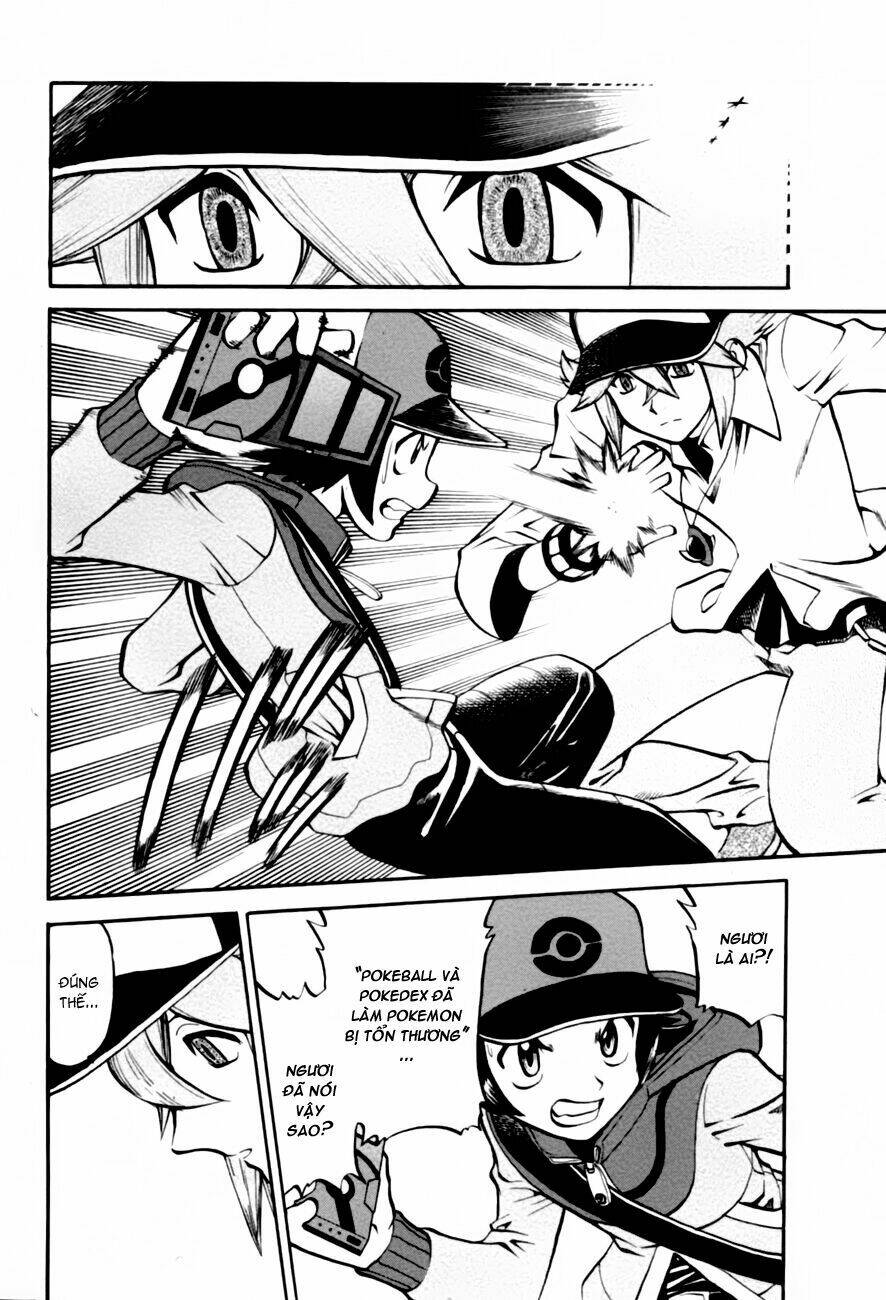 NGƯƠI
LÀ AI?!
"POKEBALL VÀ
POKEDEX ĐÃ
LÀM POKEMON
BỊ TỔN THƯƠNG"
...
NGƯƠI
ĐÃ NÓI
VẬY
SAO?
ĐÚNG
THẾ...